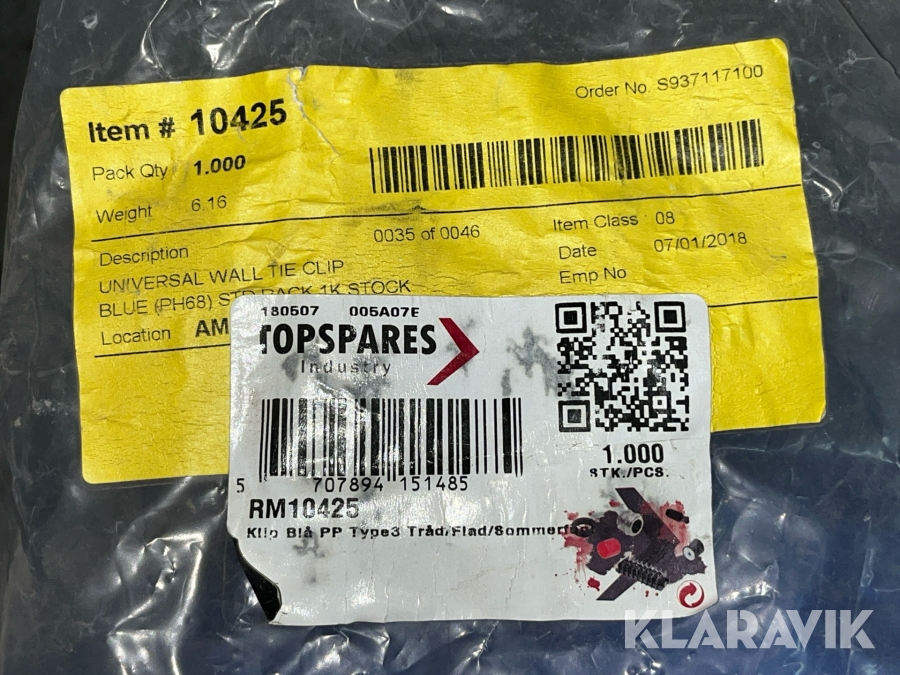 Item # 10425
Order No. S937117100
Pack Qty 1.000
Weight 6.16
Description
0035 of 0046
Item Class 08
UNIVERSAL WALL TIE CLIP
Date 07/01/2018
BLUE (PH68) STD PACK 1K STOCK
Emp No
Location AM
180507 005A07E
TOPSPARES
Industry
1.000
STK./PCS.
5 707894 151485
RM10425
Klip Blå PP Type3 Tråd/Flad/
KLARAVIK